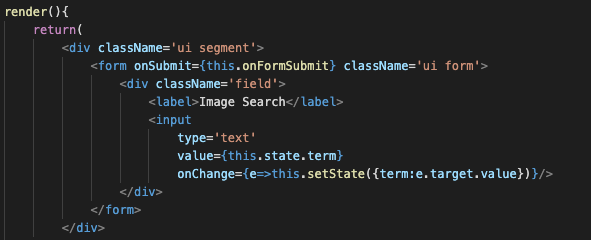 render(){
return(
<div className='ui segment'>
<form onSubmit={this.onFormSubmit} className='ui form'>
<div className='field'>
<label>Image Search</label>
<input
type='text'
value={this.state.term}
onChange={e=>this.setState({term:e.target.value})}/>
</div>
</form>
</div>